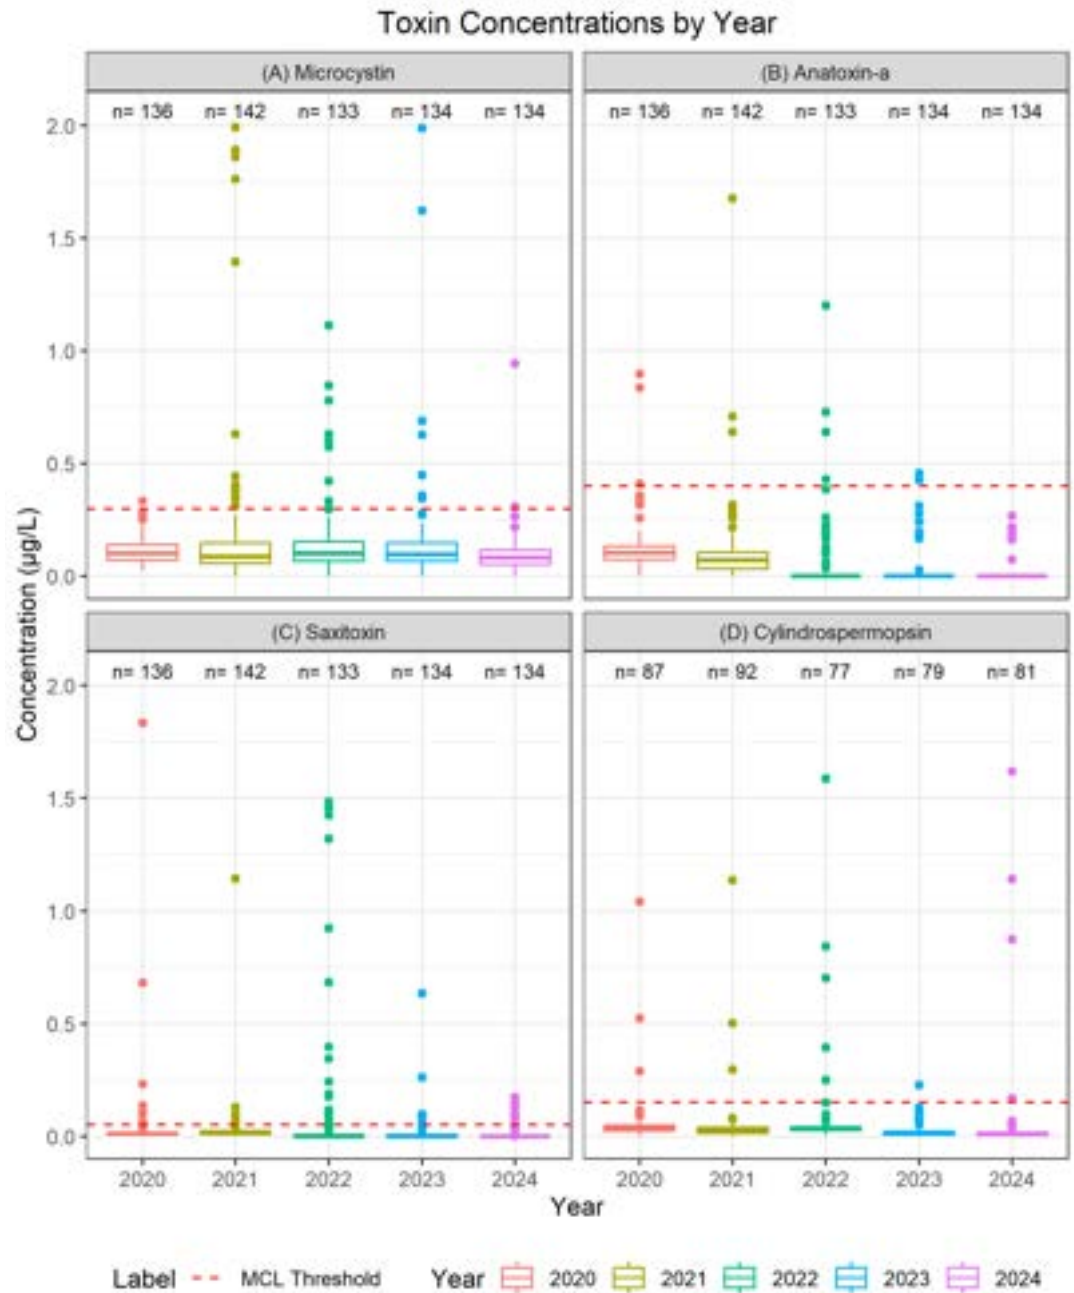 Toxin Concentrations by Year
(A) Microcystin
(B) Anatoxin-a
n= 136 n= 142 n= 133 n= 134 n= 134
n= 136 n= 142 n= 133 n= 134 n= 134
2.0
1.5
1.0
0.5
0.0
(C) Saxitoxin
(D) Cylindrospermopsin
n= 136 n= 142 n= 133 n= 134 n= 134
n= 87 n= 92 n= 77 n= 79 n= 81
2.0
1.5
1.0
0.5
0.0
Concentration (µg/L)
2020 2021 2022 2023 2024
2020 2021 2022 2023 2024
Year
Label MCL Threshold Year 2020 2021 2022 2023 2024